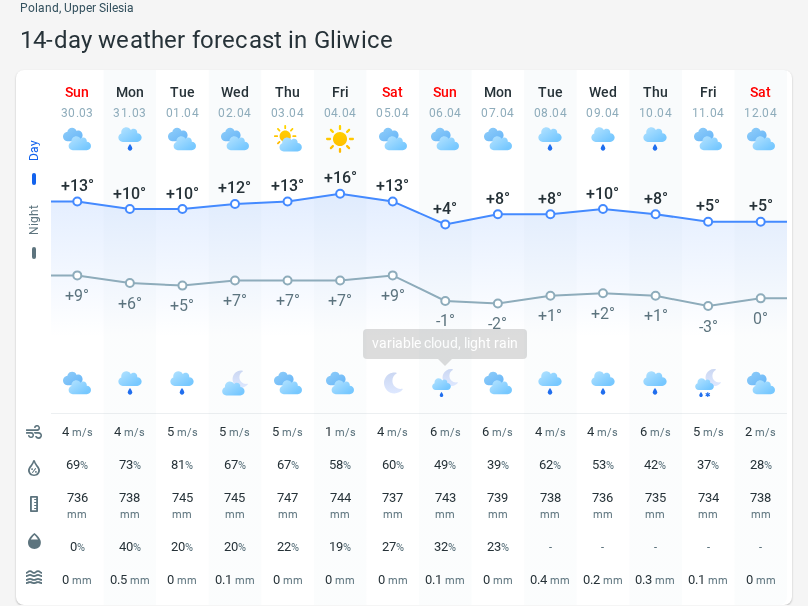 Poland, Upper Silesia
14-day weather forecast in Gliwice
Sun Mon Tue Wed Thu Fri Sat Sun Mon Tue Wed Thu Fri Sat
30.03 31.03 01.04 02.04 03.04 04.04 05.04 06.04 07.04 08.04 09.04 10.04 11.04 12.04
Day
+13° +10° +10° +12° +13° +16° +13° +4° +8° +8° +10° +8° +5° +5°
Night
+9° +6° +5° +7° +7° +7° +9° -1° -2° +1° +2° +1° -3° 0°
variable cloud, light rain
4 m/s 4 m/s 5 m/s 5 m/s 5 m/s 1 m/s 4 m/s 6 m/s 6 m/s 4 m/s 4 m/s 6 m/s 5 m/s 2 m/s
69% 73% 81% 67% 67% 58% 60% 49% 39% 62% 53% 42% 37% 28%
736 738 745 745 747 744 737 743 739 738 736 735 734 738
mm mm mm mm mm mm mm mm mm mm mm mm mm mm
0% 40% 20% 20% 22% 19% 27% 32% 23% - - - - -
0 mm 0.5 mm 0 mm 0.1 mm 0 mm 0 mm 0 mm 0.1 mm 0 mm 0.4 mm 0.2 mm 0.3 mm 0.1 mm 0 mm